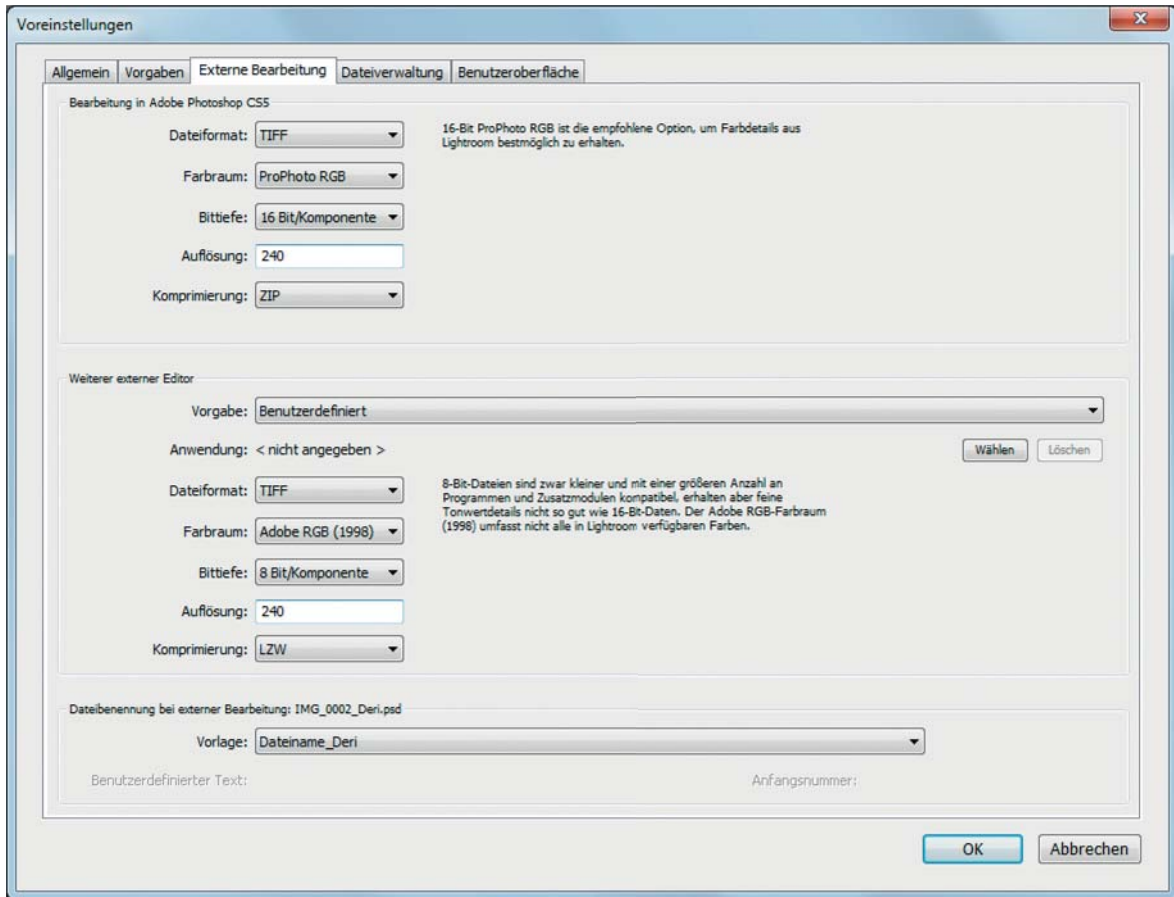 Voreinstellungen
x
Allgemein Vorgaben Externe Bearbeitung Dateiverwaltung Benutzeroberfläche
Bearbeitung in Adobe Photoshop CS5
Dateiformat: TIFF
16-Bit ProPhoto RGB ist die empfohlene Option, um Farbdetails aus
Lightroom bestmöglich zu erhalten.
Farbraum: ProPhoto RGB
Bittiefe: 16 Bit/Komponente
Auflösung: 240
Komprimierung: ZIP
Weiterer externer Editor
Vorgabe: Benutzerdefiniert
Anwendung: < nicht angegeben > Wählen Löschen
Dateiformat: TIFF
8-Bit-Dateien sind zwar kleiner und mit einer größeren Anzahl an
Programmen und Zusatzmodulen kompatibel, erhalten aber feine
Tonwertdetails nicht so gut wie 16-Bit-Daten. Der Adobe RGB-Farbraum
(1998) umfasst nicht alle in Lightroom verfügbaren Farben.
Farbraum: Adobe RGB (1998)
Bittiefe: 8 Bit/Komponente
Auflösung: 240
Komprimierung: LZW
Dateibenennung bei externer Bearbeitung: IMG_0002_Deri.psd
Vorlage: Dateiname_Deri
Benutzerdefinierter Text: Anfangsnummer:
OK Abbrechen